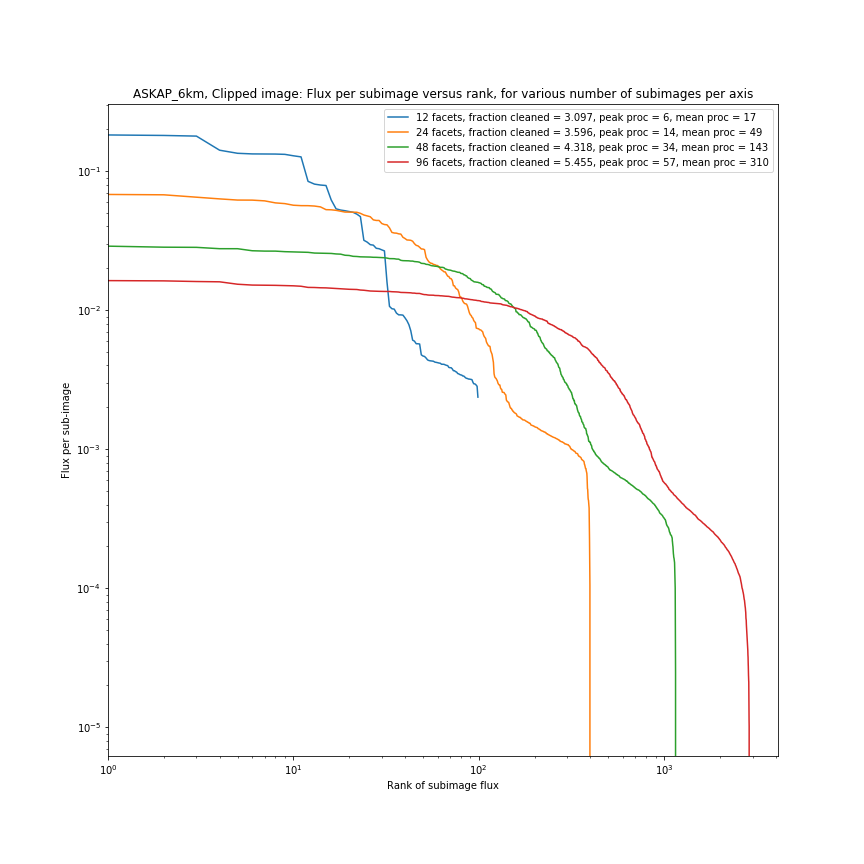 ASKAP_6km, Clipped image: Flux per subimage versus rank, for various number of subimages per axis
12 facets, fraction cleaned = 3.097, peak proc = 6, mean proc = 17
24 facets, fraction cleaned = 3.596, peak proc = 14, mean proc = 49
48 facets, fraction cleaned = 4.318, peak proc = 34, mean proc = 143
96 facets, fraction cleaned = 5.455, peak proc = 57, mean proc = 310
10⁻¹
10⁻²
10⁻³
10⁻⁴
10⁻⁵
Flux per sub-image
10⁰ 10¹ 10² 10³
Rank of subimage flux